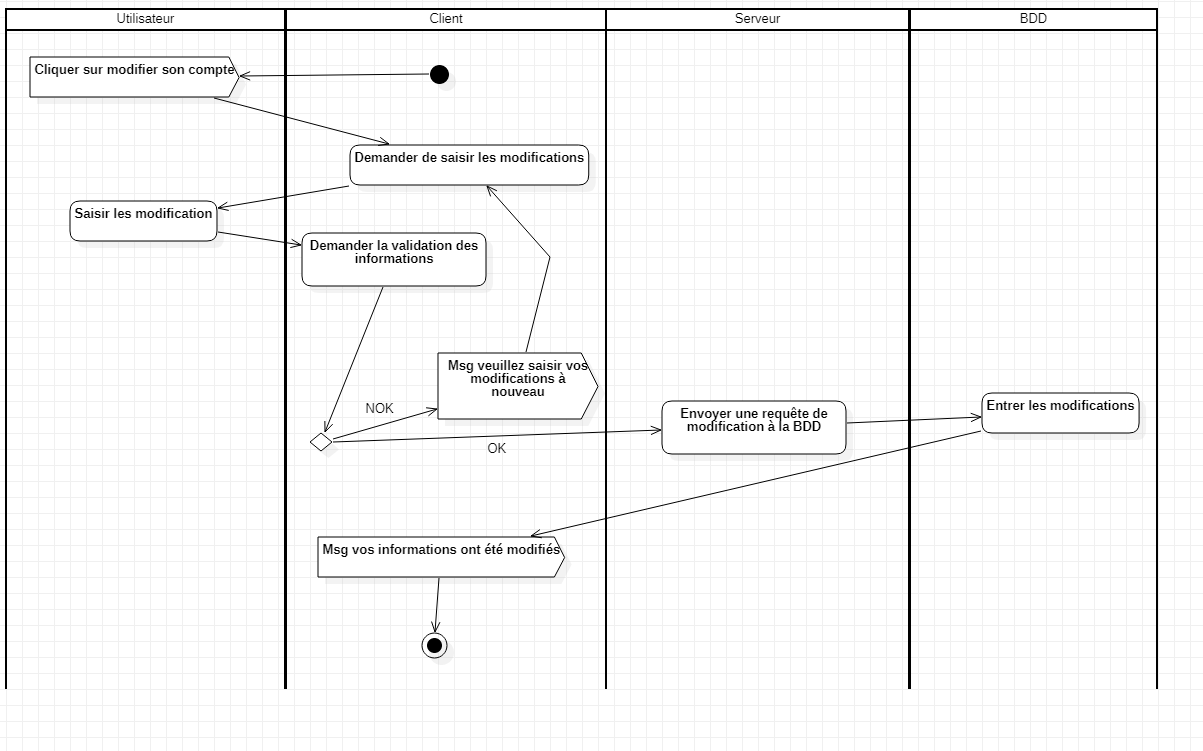 Utilisateur
Client
Serveur
BDD
Cliquer sur modifier son compte
Demander de saisir les modifications
Saisir les modification
Demander la validation des
informations
Msg veuillez saisir vos
modifications à
nouveau
NOK
OK
Envoyer une requête de
modification à la BDD
Entrer les modifications
Msg vos informations ont été modifiés